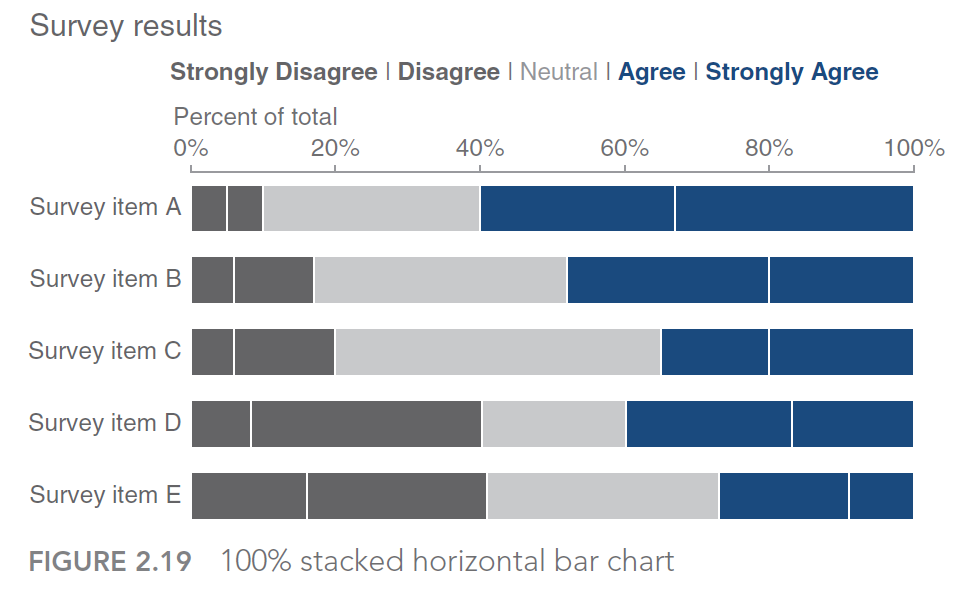 Survey results
Strongly Disagree | Disagree | Neutral | Agree | Strongly Agree
Percent of total
0% 20% 40% 60% 80% 100%
Survey item A
Survey item B
Survey item C
Survey item D
Survey item E
FIGURE 2.19 100% stacked horizontal bar chart